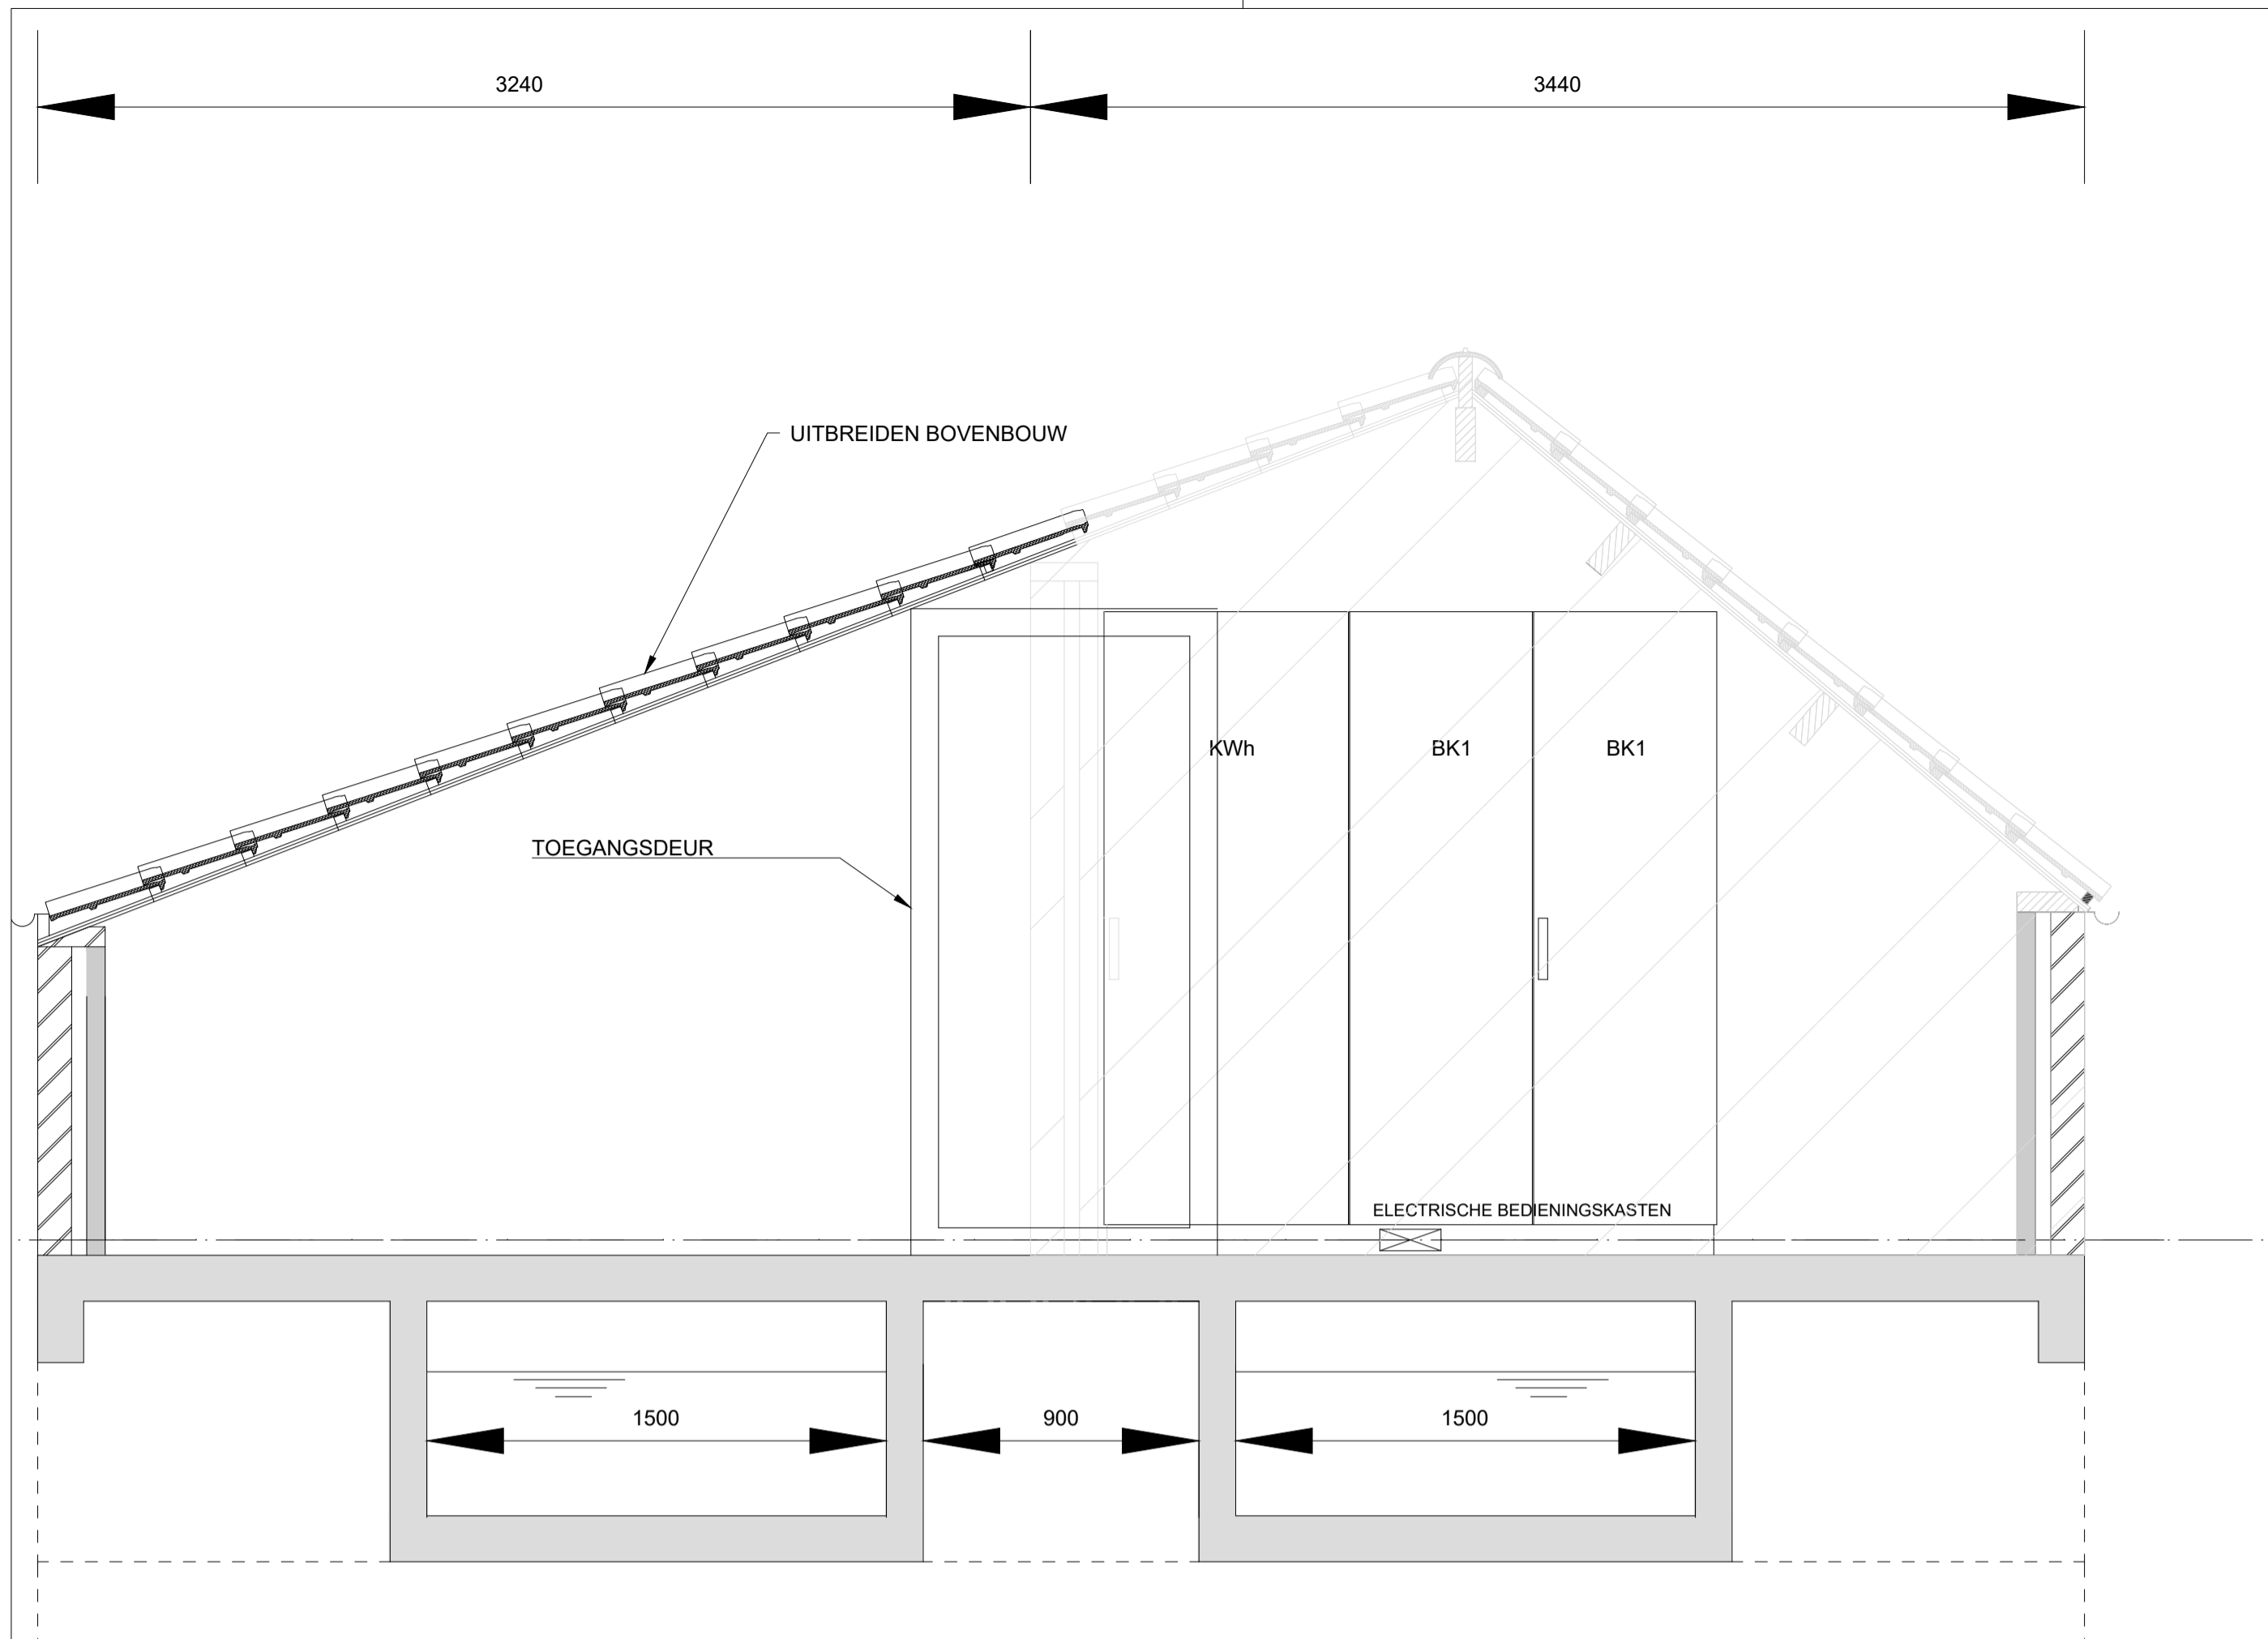 3240
3440
UITBREIDEN BOVENBOUW
KWh
BK1
BK1
TOEGANGSDEUR
ELECTRISCHE BEDIENINGSKASTEN
1500
900
1500